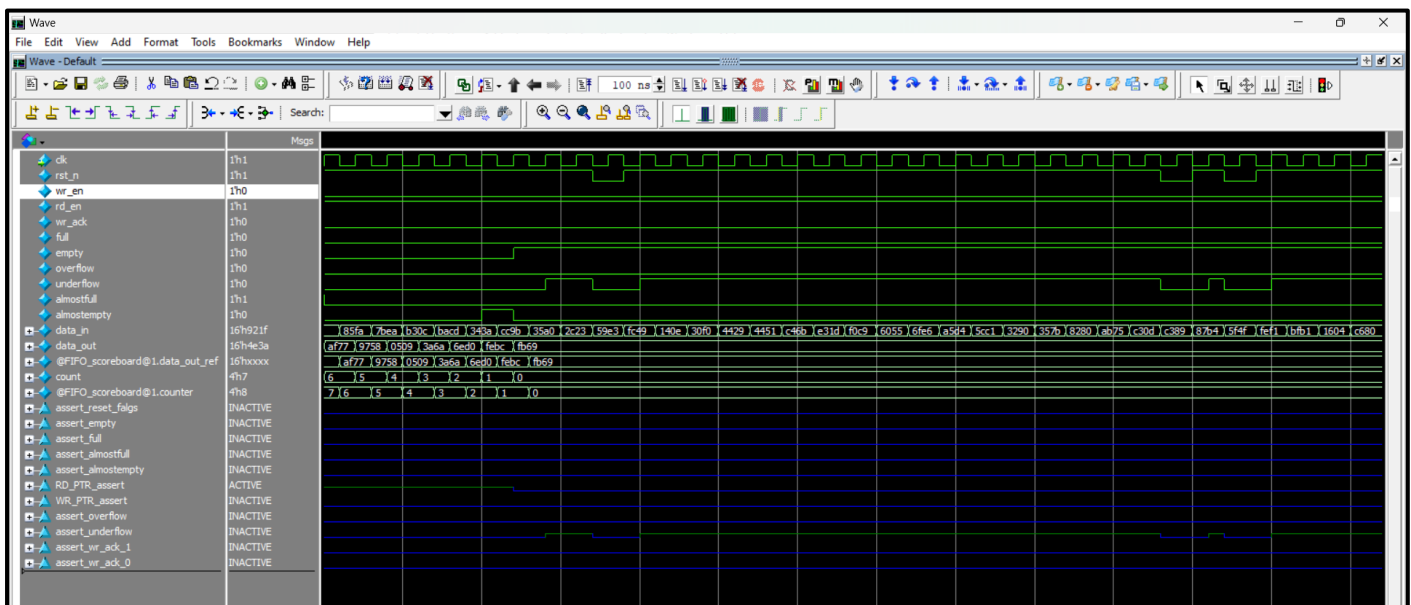 Wave
File Edit View Add Format Tools Bookmarks Window Help
Wave - Default
100 ns
Search:
Msgs
clk 1'h1
rst_n 1'h1
wr_en 1'h0
rd_en 1'h1
wr_ack 1'h0
full 1'h0
empty 1'h0
overflow 1'h0
underflow 1'h0
almostfull 1'h1
almostempty 1'h0
data_in 16'h921f 85fa 7bea b30c bacd 343a cc9b 35a0 2c23 59e3 fc49 140e 30f0 4429 4451 c46b e31d f0c9 6055 6fe6 a5d4 5cc1 3290 357b 8280 ab75 c30d c389 87b4 5f4f fef1 bfb1 1604 c680
data_out 16'h4e3a af77 9758 0509 3a6a 6ed0 febc fb69
@FIFO_scoreboard@1.data_out_ref 16'hxxxx af77 9758 0509 3a6a 6ed0 febc fb69
count 4'h7 6 5 4 3 2 1 0
@FIFO_scoreboard@1.counter 4'h8 7 6 5 4 3 2 1 0
assert_reset_falgs INACTIVE
assert_empty INACTIVE
assert_full INACTIVE
assert_almostfull INACTIVE
assert_almostempty INACTIVE
RD_PTR_assert ACTIVE
WR_PTR_assert INACTIVE
assert_overflow INACTIVE
assert_underflow INACTIVE
assert_wr_ack_1 INACTIVE
assert_wr_ack_0 INACTIVE